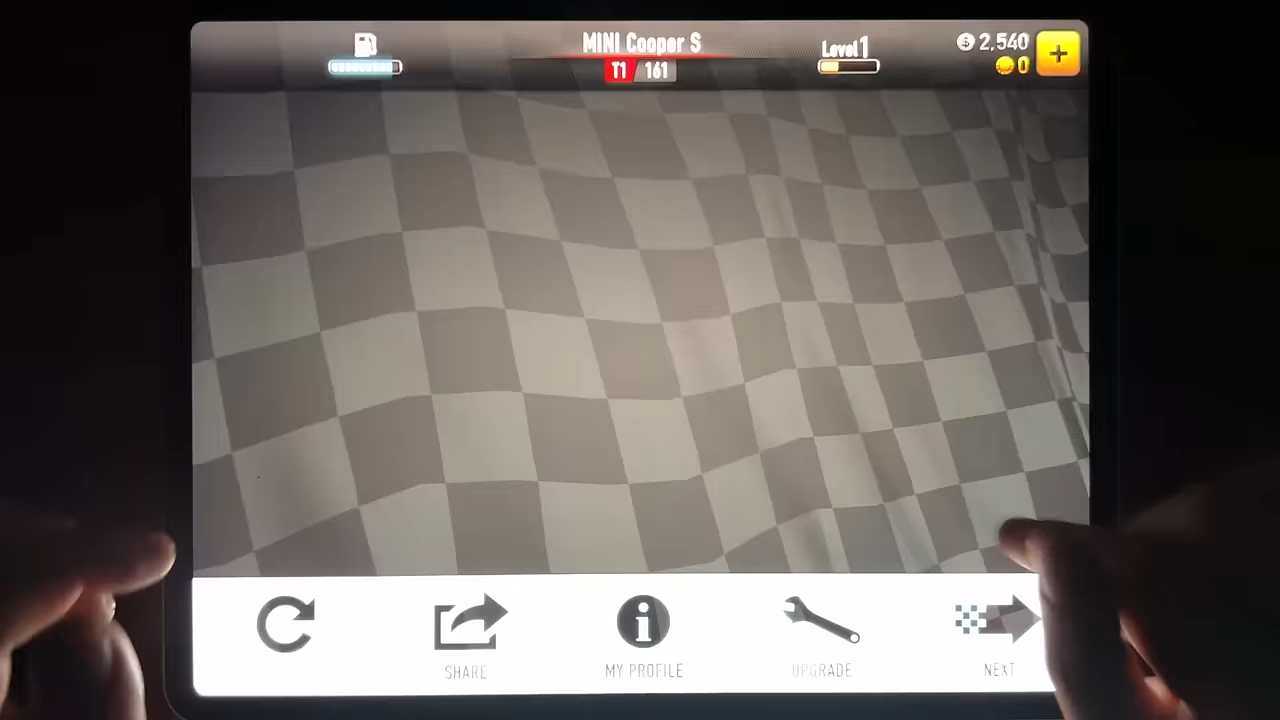 MINI Cooper S
T1 161
Level 1
2,540
0
SHARE
MY PROFILE
UPGRADE
NEXT